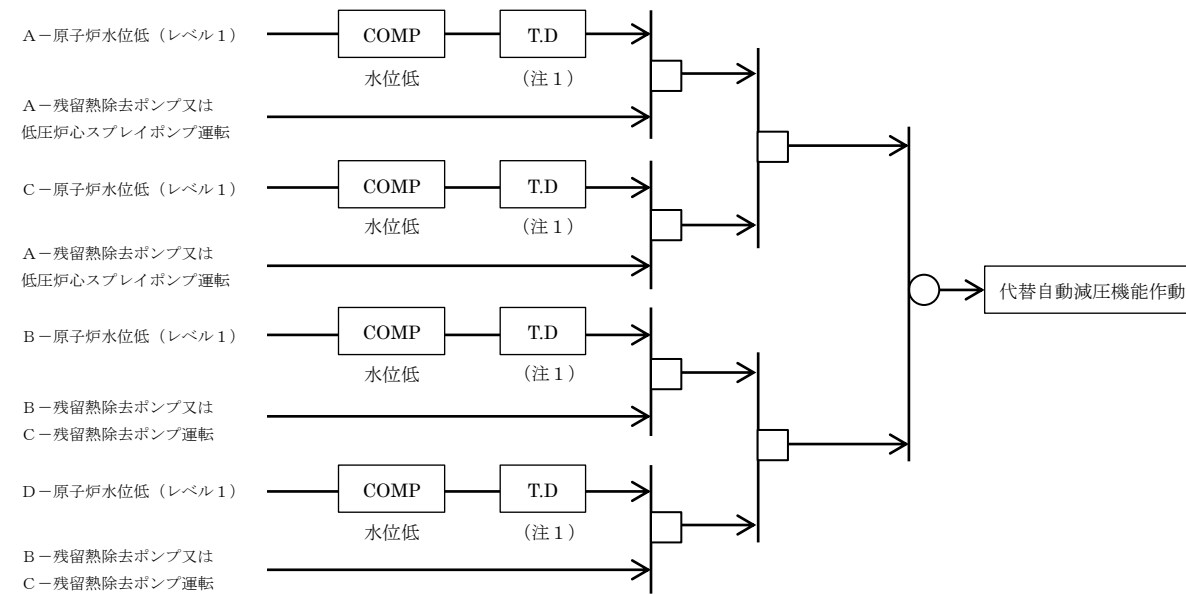 A－原子炉水位低（レベル１）
COMP
T.D
水位低
（注１）
A－残留熱除去ポンプ又は
低圧炉心スプレイポンプ運転
C－原子炉水位低（レベル１）
COMP
T.D
水位低
（注１）
A－残留熱除去ポンプ又は
低圧炉心スプレイポンプ運転
代替自動減圧機能作動
B－原子炉水位低（レベル１）
COMP
T.D
水位低
（注１）
B－残留熱除去ポンプ又は
C－残留熱除去ポンプ運転
D－原子炉水位低（レベル１）
COMP
T.D
水位低
（注１）
B－残留熱除去ポンプ又は
C－残留熱除去ポンプ運転